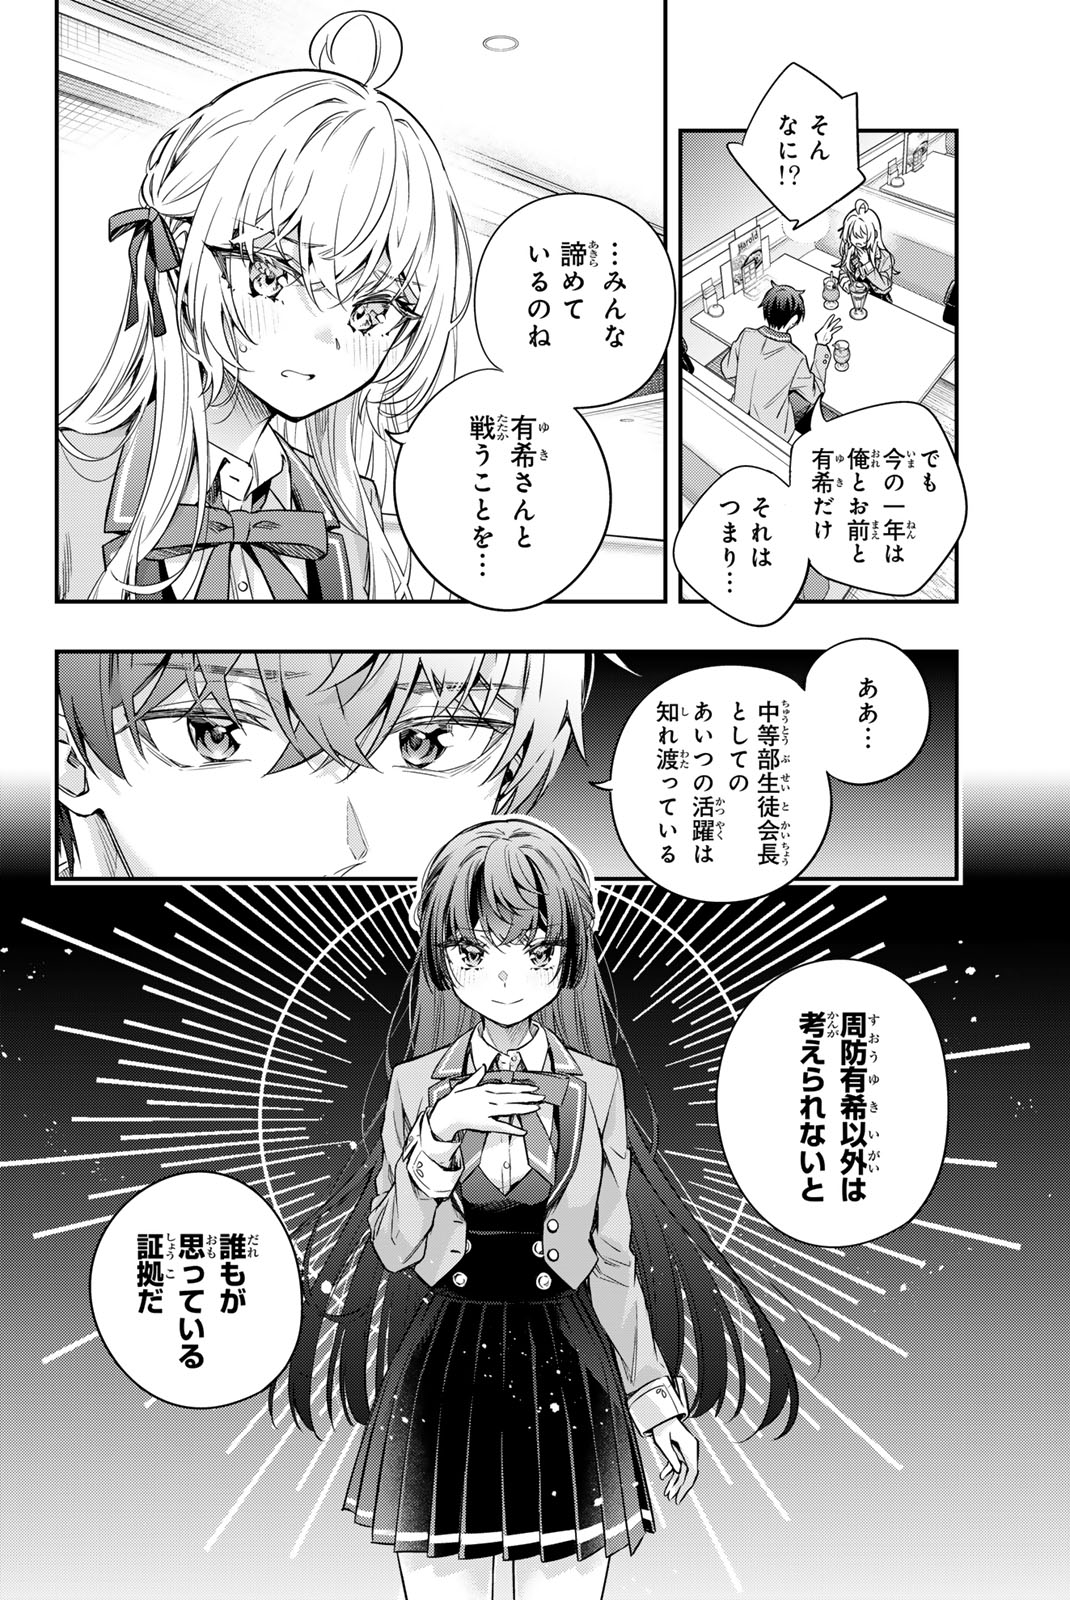 そん
なに!?
Harold
でも
今の一年は
俺とお前と
有希だけ
それは
つまり…
…みんな
諦めて
いるのね
有希さんと
戦うことを…
ああ…
中等部生徒会長
としての
あいつの活躍は
知れ渡っている
周防有希以外は
考えられないと
誰もが
思っている
証拠だ